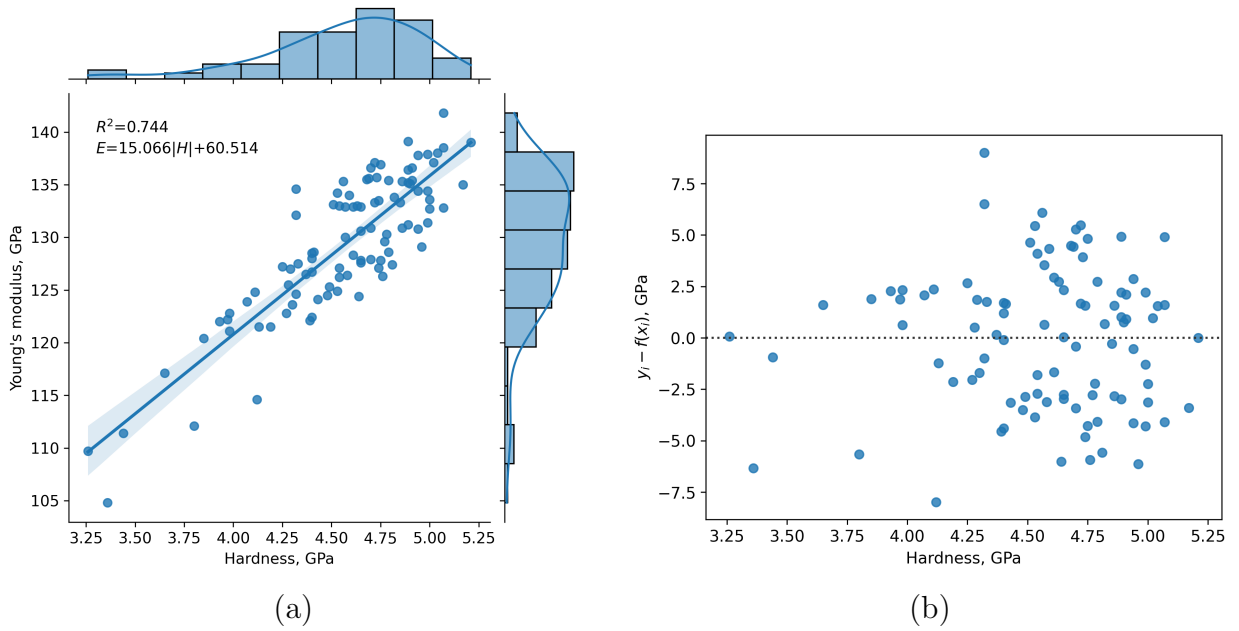 R²=0.744
E=15.066|H|+60.514
Young's modulus, GPa
140
135
130
125
120
115
110
105
3.25 3.50 3.75 4.00 4.25 4.50 4.75 5.00 5.25
Hardness, GPa
(a)
yᵢ − f(xᵢ), GPa
7.5
5.0
2.5
0.0
−2.5
−5.0
−7.5
3.25 3.50 3.75 4.00 4.25 4.50 4.75 5.00 5.25
Hardness, GPa
(b)